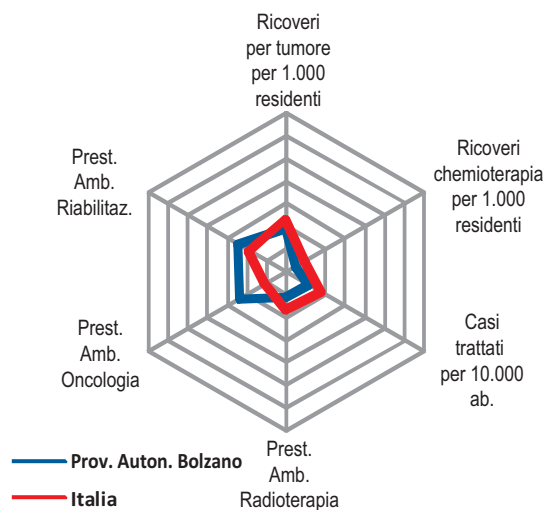 Ricoveri
per tumore
per 1.000
residenti
Ricoveri
chemioterapia
per 1.000
residenti
Casi
trattati
per 10.000
ab.
Prest.
Amb.
Radioterapia
Prest.
Amb.
Oncologia
Prest.
Amb.
Riabilitaz.
Prov. Auton. Bolzano
Italia